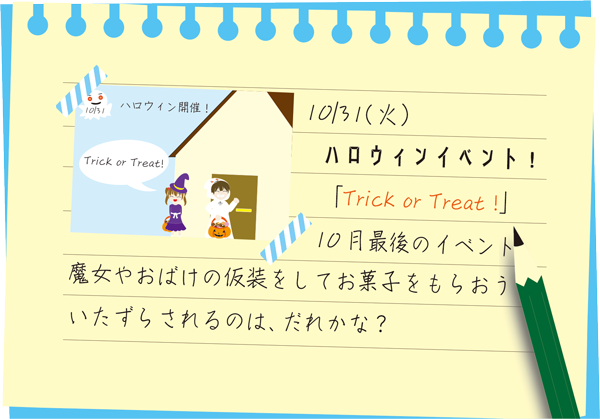 10/31
ハロウィン開催！
Trick or Treat!
10/31(火)
ハロウィンイベント！
「Trick or Treat！」
10月最後のイベント
魔女やおばけの仮装をしてお菓子をもらおう
いたずらされるのは、だれかな？